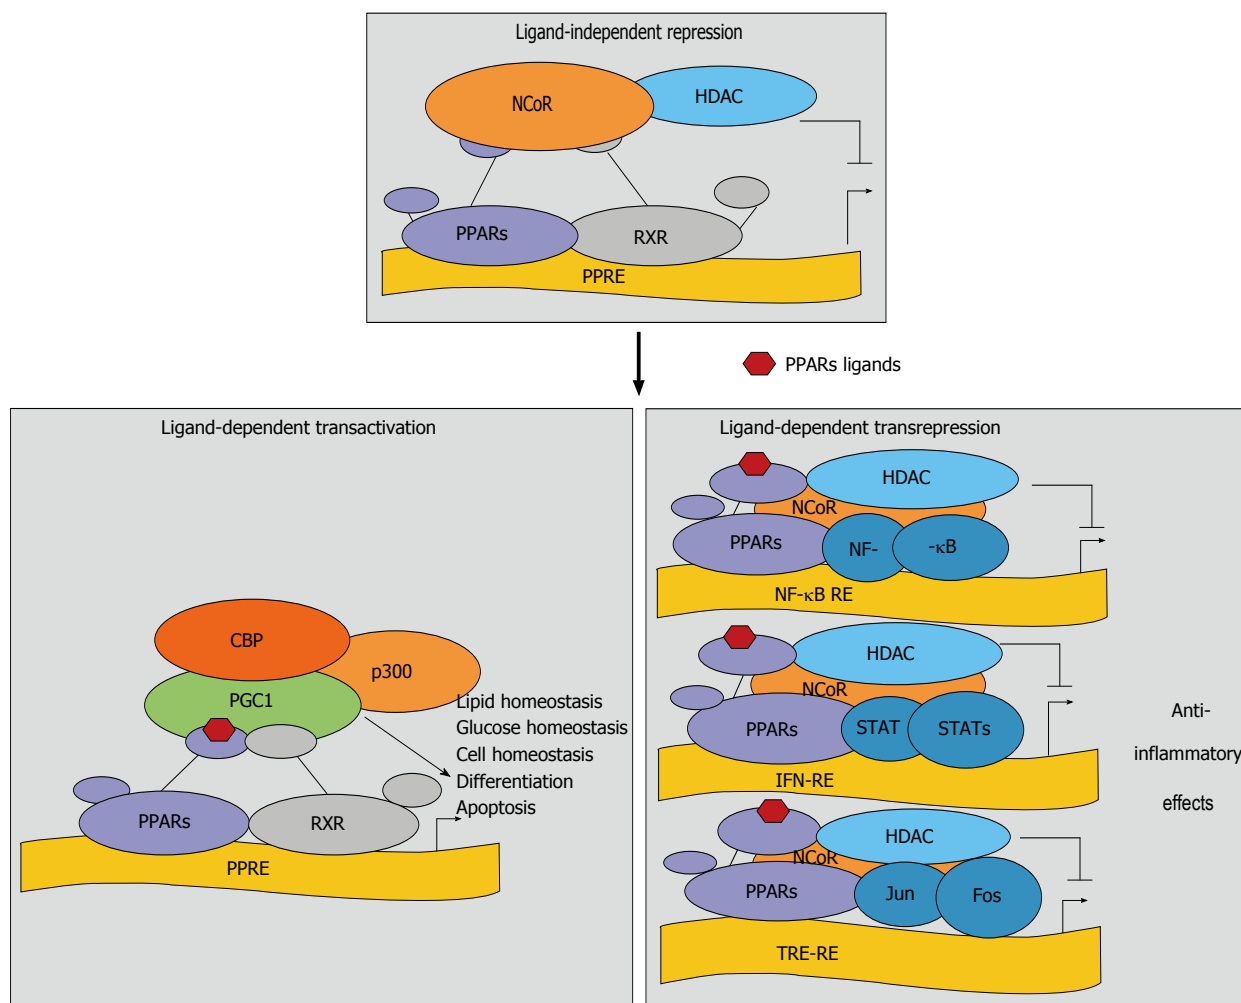 Ligand-independent repression
NCoR
HDAC
PPARs
RXR
PPRE
PPARs ligands
Ligand-dependent transactivation
CBP
p300
PGC1
Lipid homeostasis
Glucose homeostasis
Cell homeostasis
Differentiation
Apoptosis
PPARs
RXR
PPRE
Ligand-dependent transrepression
HDAC
NCoR
PPARs
NF-
-κB
NF-κB RE
HDAC
NCoR
PPARs
STAT
STATs
IFN-RE
HDAC
NCoR
PPARs
Jun
Fos
TRE-RE
Anti-
inflammatory
effects